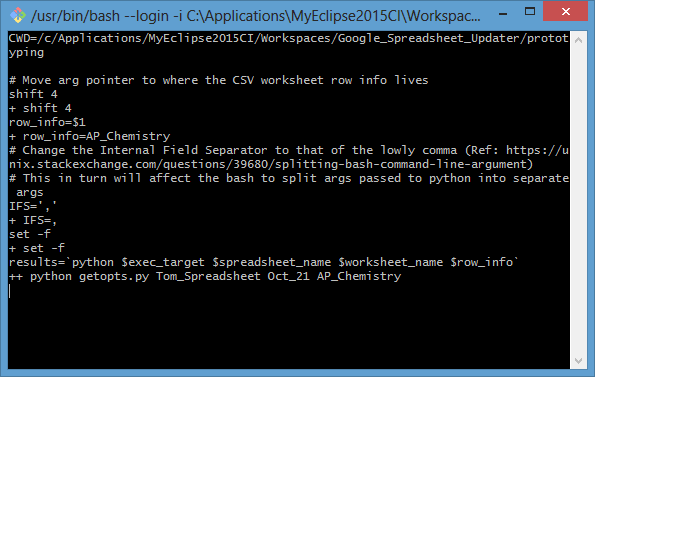 /usr/bin/bash --login -i C:\Applications\MyEclipse2015CI\Workspac...
CWD=/c/Applications/MyEclipse2015CI/Workspaces/Google_Spreadsheet_Updater/protot
yping
# Move arg pointer to where the CSV worksheet row info lives
shift 4
+ shift 4
row_info=$1
+ row_info=AP_Chemistry
# Change the Internal Field Separator to that of the lowly comma (Ref: https://u
nix.stackexchange.com/questions/39680/splitting-bash-command-line-argument)
# This in turn will affect the bash to split args passed to python into separate
 args
IFS=','
+ IFS=,
set -f
+ set -f
results=`python $exec_target $spreadsheet_name $worksheet_name $row_info`
++ python getopts.py Tom_Spreadsheet Oct_21 AP_Chemistry